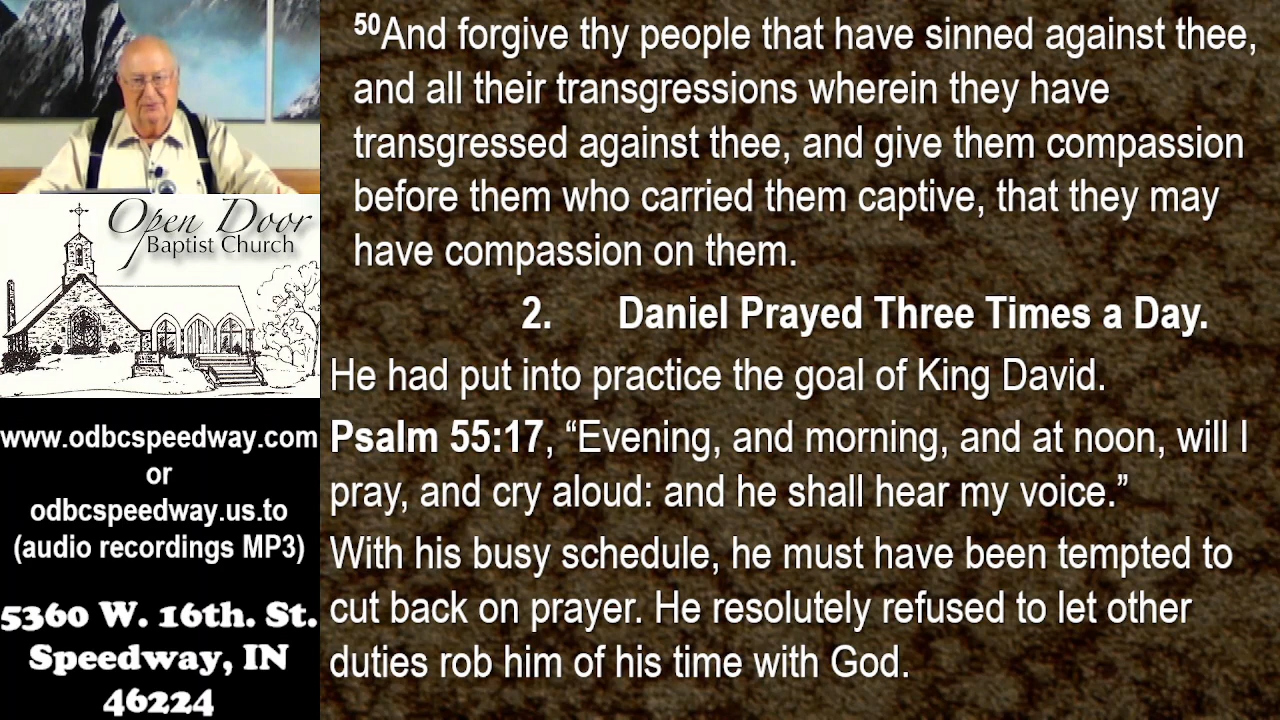 Open Door
Baptist Church
www.odbcspeedway.com
or
odbcspeedway.us.to
(audio recordings MP3)
5360 W. 16th. St.
Speedway, IN
46224
50And forgive thy people that have sinned against thee,
and all their transgressions wherein they have
transgressed against thee, and give them compassion
before them who carried them captive, that they may
have compassion on them.
2. Daniel Prayed Three Times a Day.
He had put into practice the goal of King David.
Psalm 55:17, “Evening, and morning, and at noon, will I
pray, and cry aloud: and he shall hear my voice.”
With his busy schedule, he must have been tempted to
cut back on prayer. He resolutely refused to let other
duties rob him of his time with God.